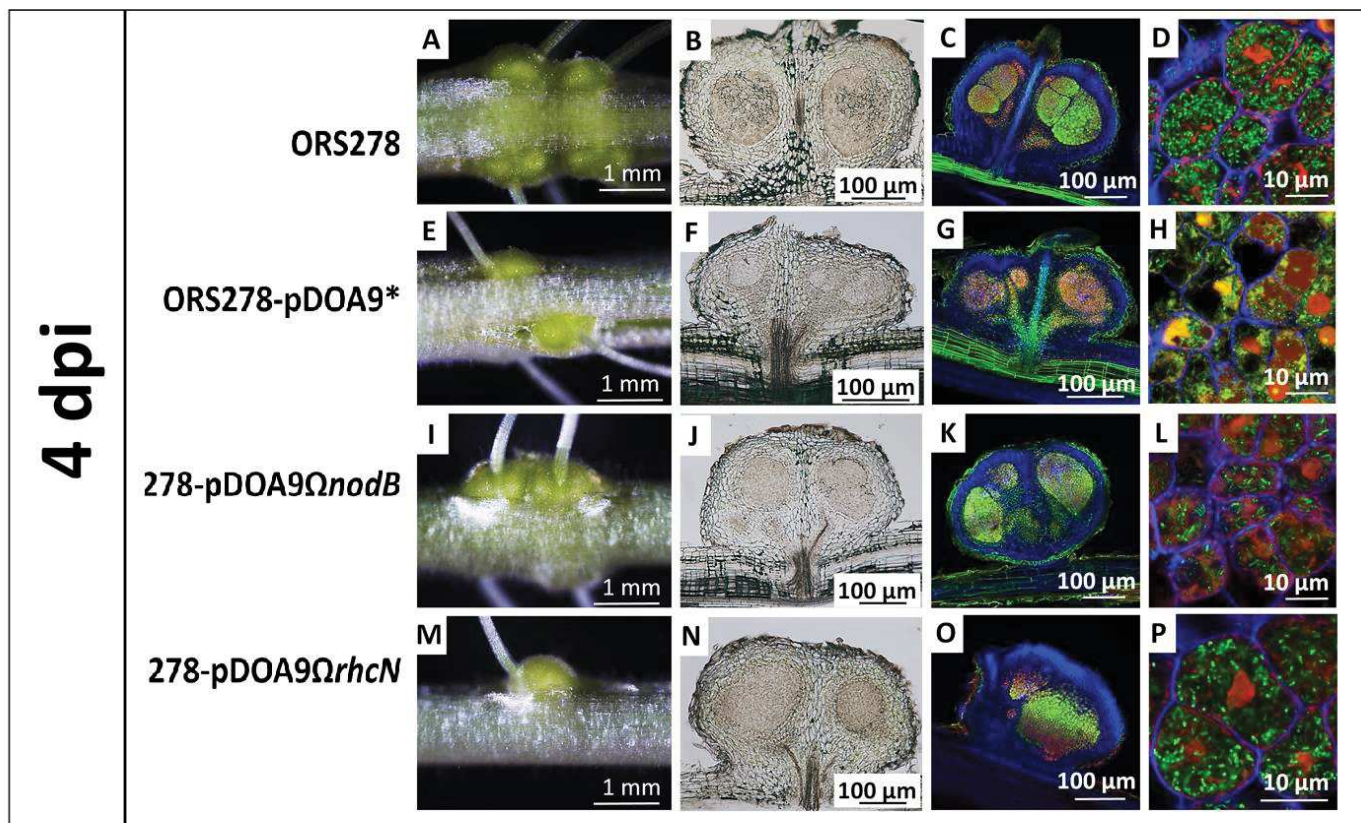 4 dpi
ORS278
A
1 mm
B
100 µm
C
100 µm
D
10 µm
ORS278-pDOA9*
E
1 mm
F
100 µm
G
100 µm
H
10 µm
278-pDOA9ΩnodB
I
1 mm
J
100 µm
K
100 µm
L
10 µm
278-pDOA9ΩrhcN
M
1 mm
N
100 µm
O
100 µm
P
10 µm